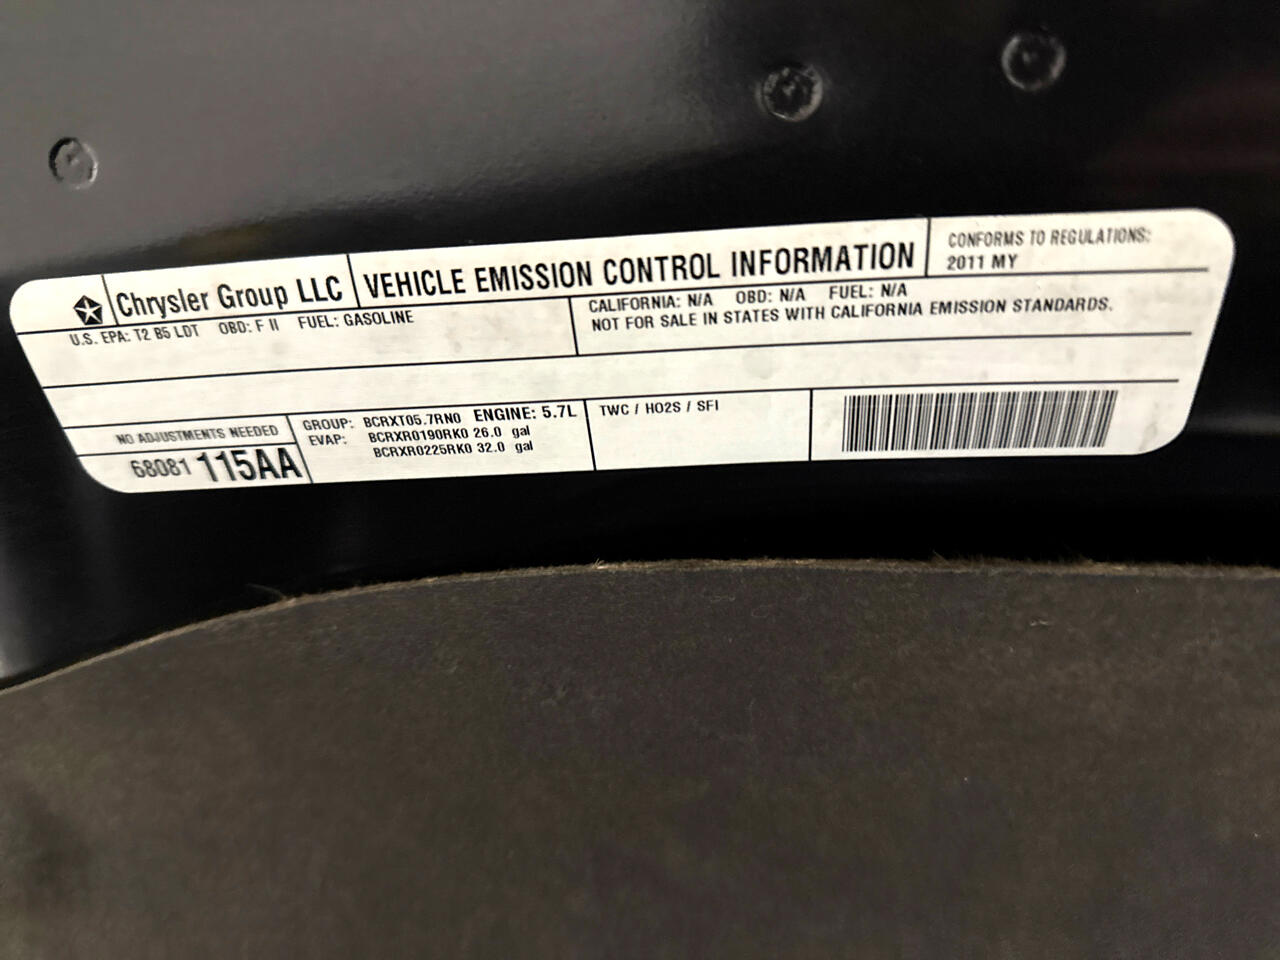 Chrysler Group LLC VEHICLE EMISSION CONTROL INFORMATION
CONFORMS TO REGULATIONS:
2011 MY
U.S. EPA: T2 B5 LDT OBD: F II FUEL: GASOLINE
CALIFORNIA: N/A OBD: N/A FUEL: N/A
NOT FOR SALE IN STATES WITH CALIFORNIA EMISSION STANDARDS.
NO ADJUSTMENTS NEEDED
68081 115AA
GROUP: BCRXT05.7RN0 ENGINE: 5.7L
EVAP: BCRXR0190RK0 26.0 gal
BCRXR0225RK0 32.0 gal
TWC / HO2S / SFI